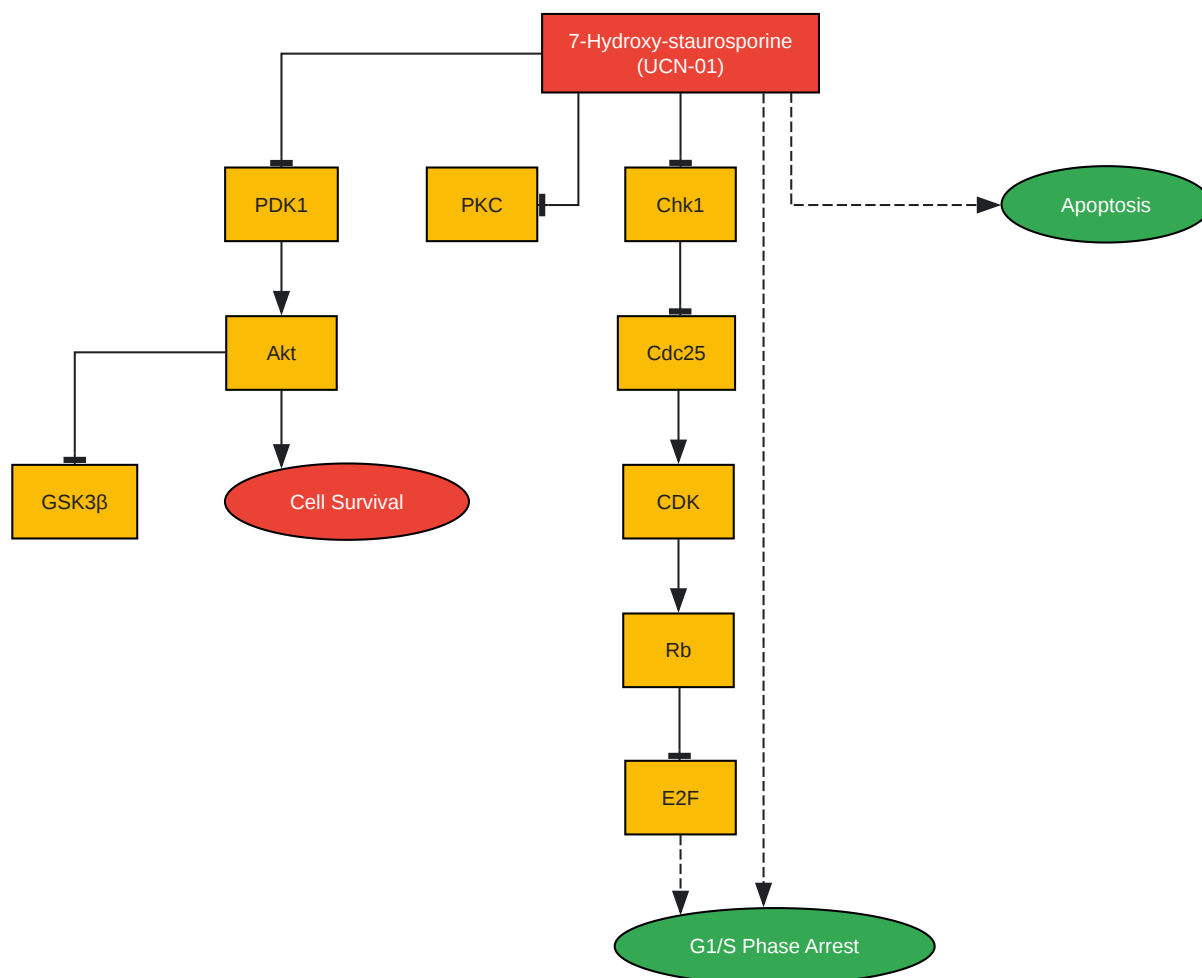 7-Hydroxy-staurosporine
(UCN-01)
PDK1
PKC
Chk1
Apoptosis
Akt
Cdc25
GSK3β
Cell Survival
CDK
Rb
E2F
G1/S Phase Arrest